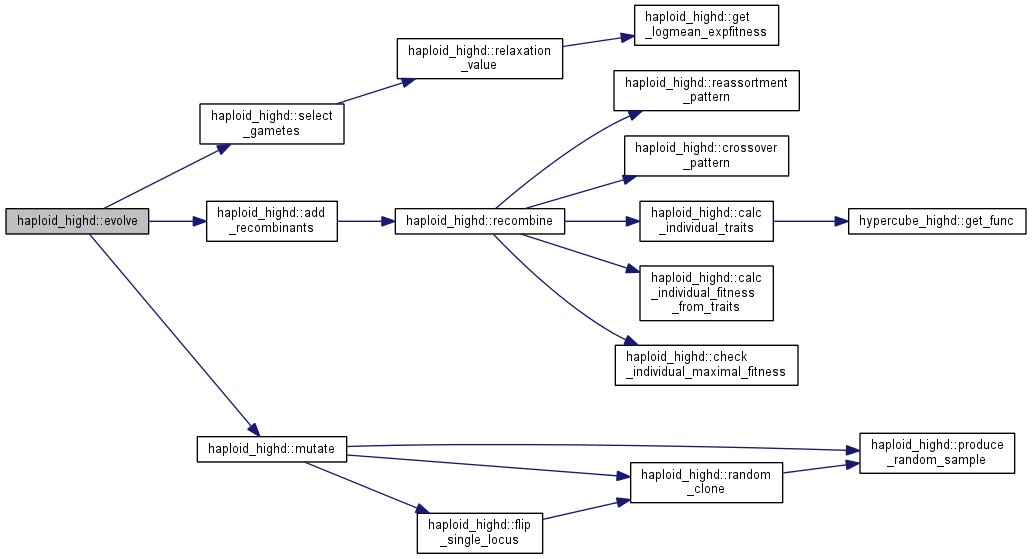 haploid_highd::get
_logmean_expfitness
haploid_highd::relaxation
_value
haploid_highd::reassortment
_pattern
haploid_highd::select
_gametes
haploid_highd::crossover
_pattern
haploid_highd::evolve
haploid_highd::add
_recombinants
haploid_highd::recombine
haploid_highd::calc
_individual_traits
hypercube_highd::get_func
haploid_highd::calc
_individual_fitness
_from_traits
haploid_highd::check
_individual_maximal_fitness
haploid_highd::mutate
haploid_highd::produce
_random_sample
haploid_highd::random
_clone
haploid_highd::flip
_single_locus